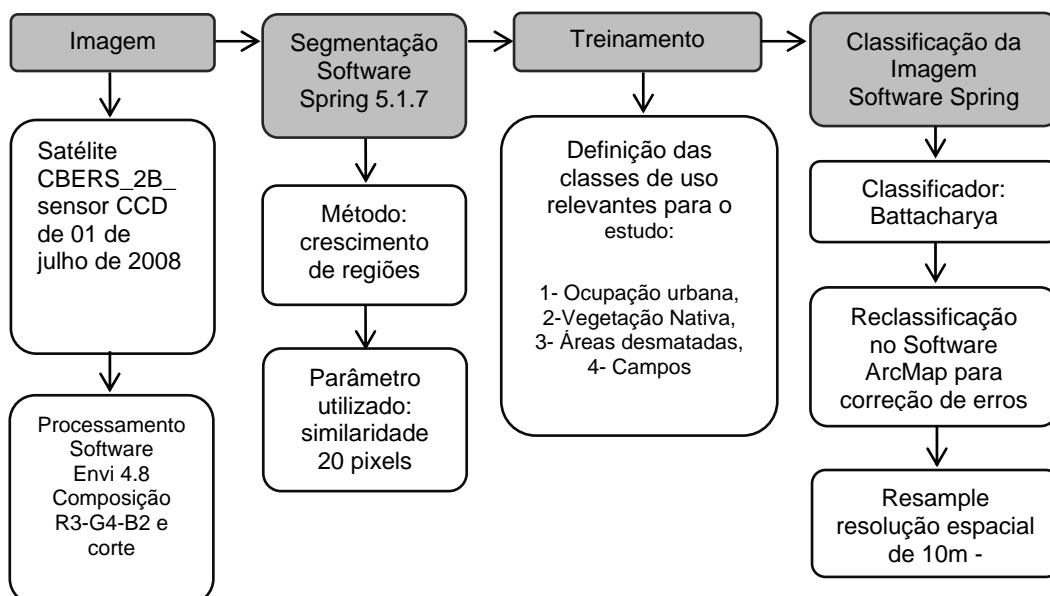 Imagem
Segmentação
Software
Spring 5.1.7
Treinamento
Classificação da
Imagem
Software Spring
Satélite
CBERS_2B_
sensor CCD
de 01 de
julho de 2008
Processamento
Software
Envi 4.8
Composição
R3-G4-B2 e
corte
Método:
crescimento
de regiões
Parâmetro
utilizado:
similaridade
20 pixels
Definição das
classes de uso
relevantes para o
estudo:
1- Ocupação urbana,
2-Vegetação Nativa,
3- Áreas desmatadas,
4- Campos
Classificador:
Battacharya
Reclassificação
no Software
ArcMap para
correção de erros
Resample
resolução espacial
de 10m -